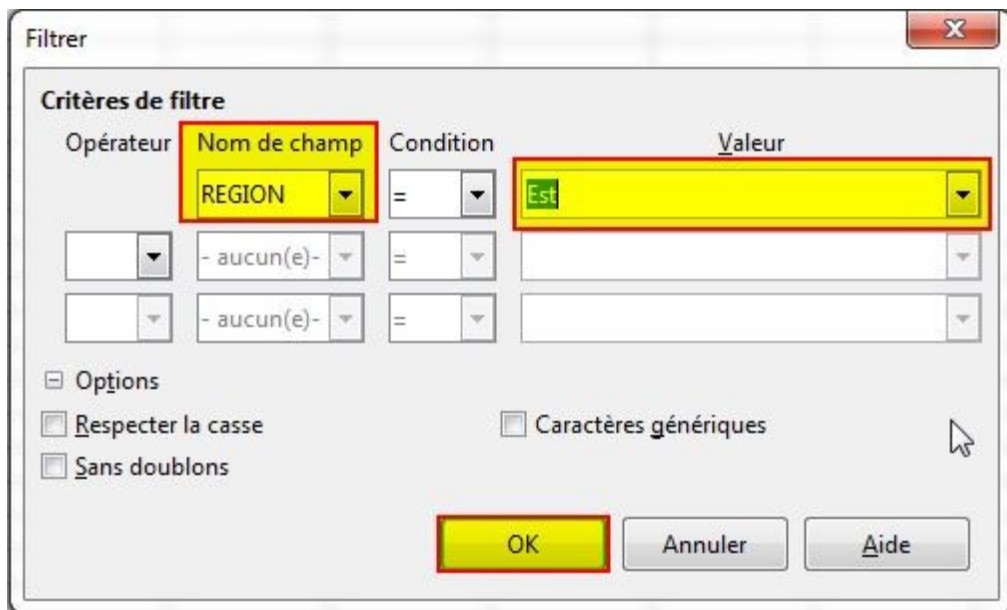 Filtrer
Critères de filtre
Opérateur Nom de champ Condition Valeur
REGION = Est
- aucun(e)- =
- aucun(e)- =
Options
Respecter la casse Caractères génériques
Sans doublons
OK Annuler Aide